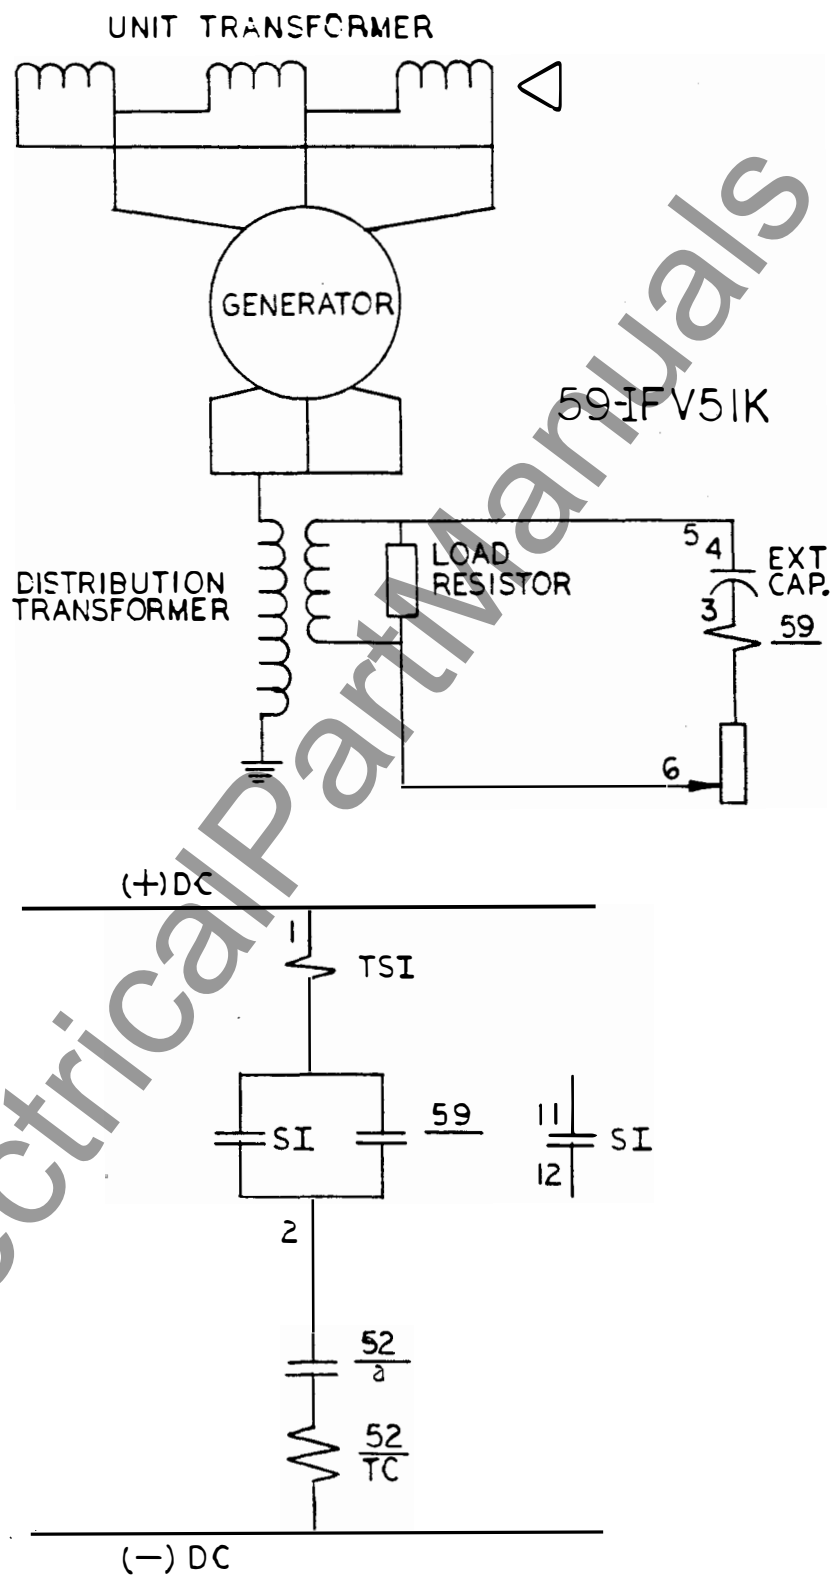 UNIT TRANSFORMER
GENERATOR
59-IFV51K
DISTRIBUTION
TRANSFORMER
LOAD
RESISTOR
5
4
EXT
CAP.
3
59
6
(+)DC
1
TSI
SI
59
11
12
SI
2
52
a
52
TC
(-) DC
ectricalPartManuals